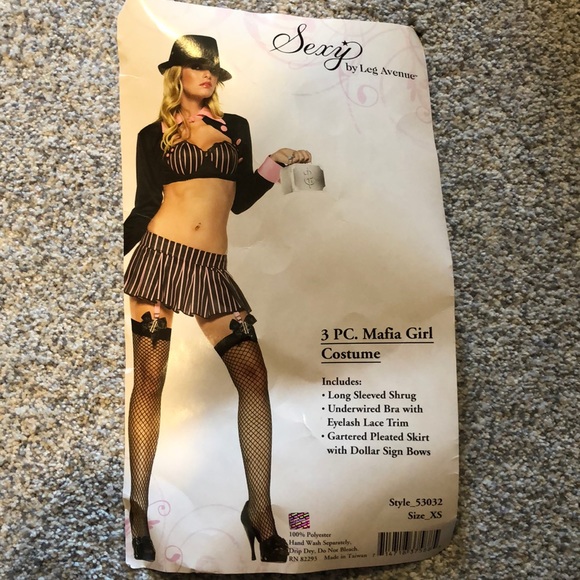 Sexy
by Leg Avenue
3 PC. Mafia Girl
Costume
Includes:
• Long Sleeved Shrug
• Underwired Bra with
Eyelash Lace Trim
• Gartered Pleated Skirt
with Dollar Sign Bows
Style_53032
Size_XS
100% Polyester
Hand Wash Separately,
Drip Dry, Do Not Bleach.
RN 82293 Made in Taiwan